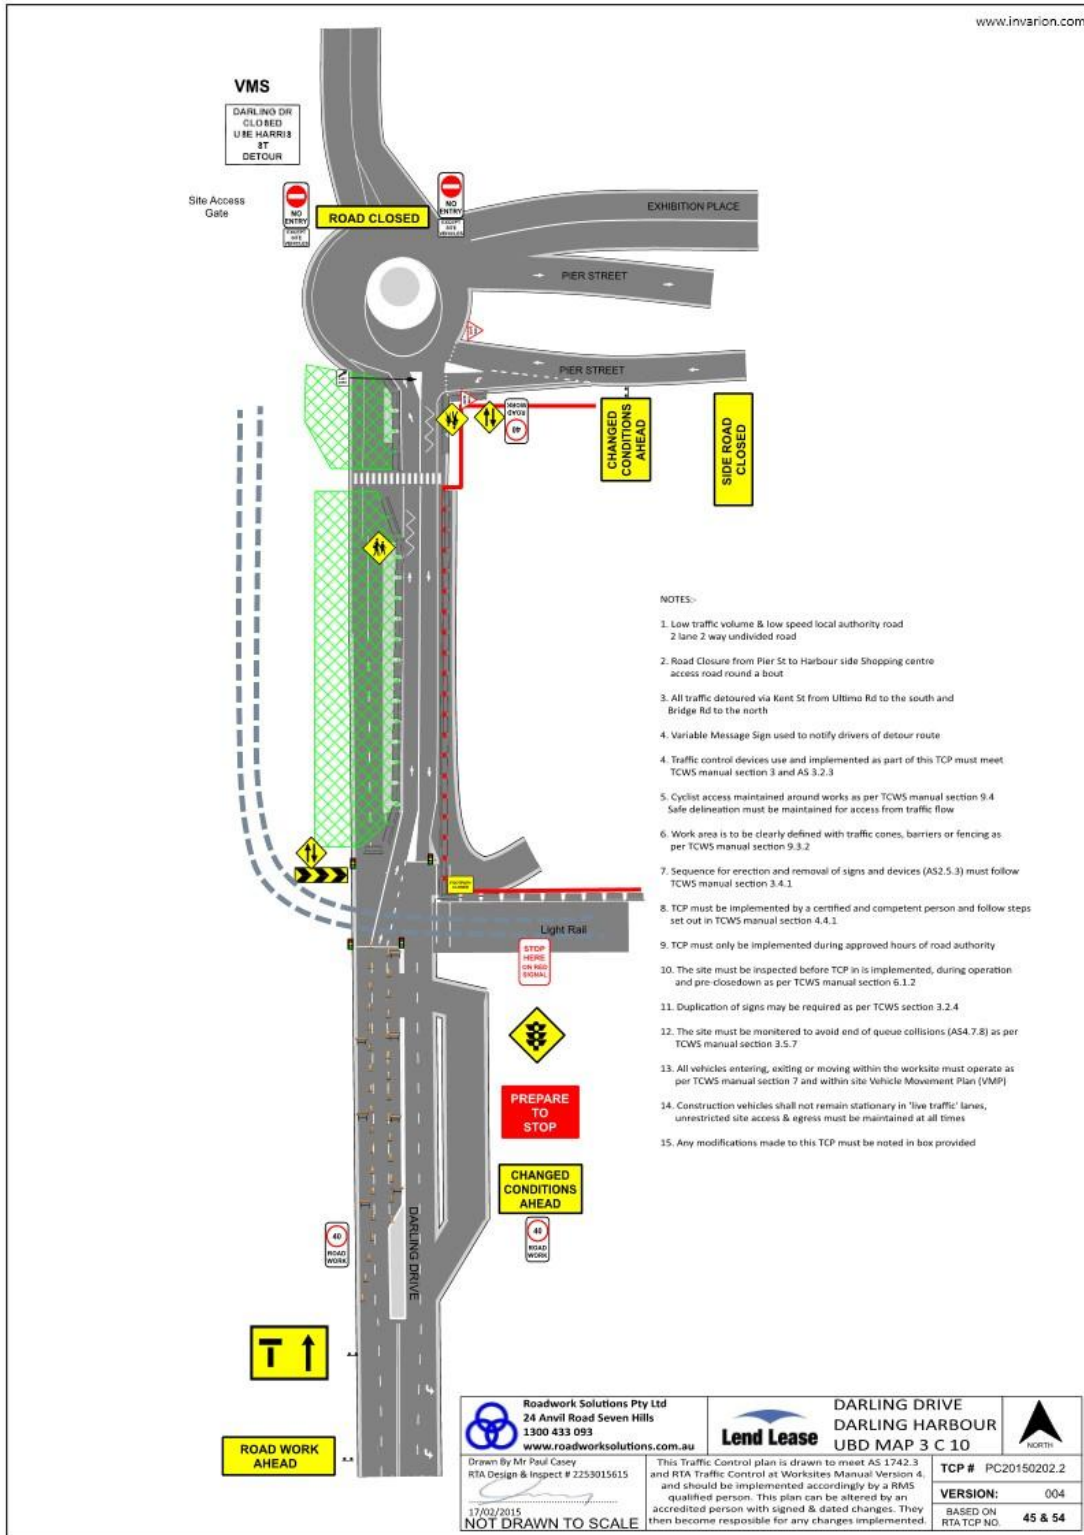 www.invarion.com
VMS
DARLING DR
CLOSED
USE HARRIS
ST
DETOUR
Site Access
Gate
NO
ENTRY
EXCEPT
SITE
VEHICLES
ROAD CLOSED
NO
ENTRY
EXCEPT
SITE
VEHICLES
EXHIBITION PLACE
PIER STREET
PIER STREET
40
ROAD
WORK
CHANGED
CONDITIONS
AHEAD
SIDE ROAD
CLOSED
NOTES:-
1. Low traffic volume & low speed local authority road
2 lane 2 way undivided road
2. Road Closure from Pier St to Harbour side Shopping centre
access road round a bout
3. All traffic detoured via Kent St from Ultimo Rd to the south and
Bridge Rd to the north
4. Variable Message Sign used to notify drivers of detour route
4. Traffic control devices use and implemented as part of this TCP must meet
TCWS manual section 3 and AS 3.2.3
5. Cyclist access maintained around works as per TCWS manual section 9.4
Safe delineation must be maintained for access from traffic flow
6. Work area is to be clearly defined with traffic cones, barriers or fencing as
per TCWS manual section 9.3.2
7. Sequence for erection and removal of signs and devices (AS2.5.3) must follow
TCWS manual section 3.4.1
8. TCP must be implemented by a certified and competent person and follow steps
set out in TCWS manual section 4.4.1
9. TCP must only be implemented during approved hours of road authority
10. The site must be inspected before TCP in is implemented, during operation
and pre-closedown as per TCWS manual section 6.1.2
11. Duplication of signs may be required as per TCWS section 3.2.4
12. The site must be monitered to avoid end of queue collisions (AS4.7.8) as per
TCWS manual section 3.5.7
13. All vehicles entering, exiting or moving within the worksite must operate as
per TCWS manual section 7 and within site Vehicle Movement Plan (VMP)
14. Construction vehicles shall not remain stationary in 'live traffic' lanes,
unrestricted site access & egress must be maintained at all times
15. Any modifications made to this TCP must be noted in box provided
Light Rail
STOP
HERE
ON RED
SIGNAL
PREPARE
TO
STOP
CHANGED
CONDITIONS
AHEAD
40
ROAD
WORK
40
ROAD
WORK
DARLING DRIVE
ROAD WORK
AHEAD
Roadwork Solutions Pty Ltd
24 Anvil Road Seven Hills
1300 433 093
www.roadworksolutions.com.au
Lend Lease
DARLING DRIVE
DARLING HARBOUR
UBD MAP 3 C 10
NORTH
Drawn By Mr Paul Casey
RTA Design & Inspect # 2253015615
17/02/2015
NOT DRAWN TO SCALE
This Traffic Control plan is drawn to meet AS 1742.3
and RTA Traffic Control at Worksites Manual Version 4,
and should be implemented accordingly by a RMS
qualified person. This plan can be altered by an
accredited person with signed & dated changes. They
then become resposible for any changes implemented.
TCP # PC20150202.2
VERSION: 004
BASED ON
RTA TCP NO. 45 & 54